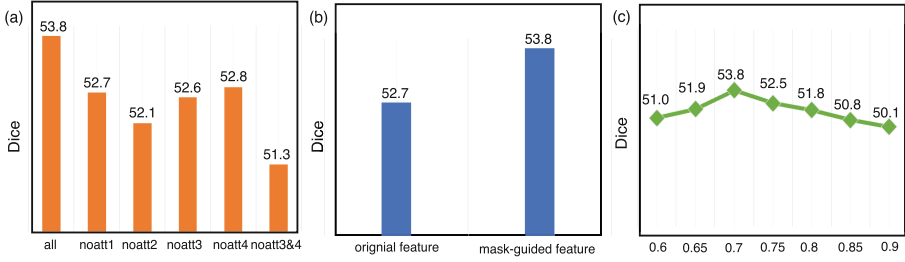 (a)
Dice
53.8
52.7
52.1
52.6
52.8
51.3
all noatt1 noatt2 noatt3 noatt4 noatt3&4
(b)
Dice
52.7
53.8
orignial feature mask-guided feature
(c)
Dice
51.0
51.9
53.8
52.5
51.8
50.8
50.1
0.6 0.65 0.7 0.75 0.8 0.85 0.9